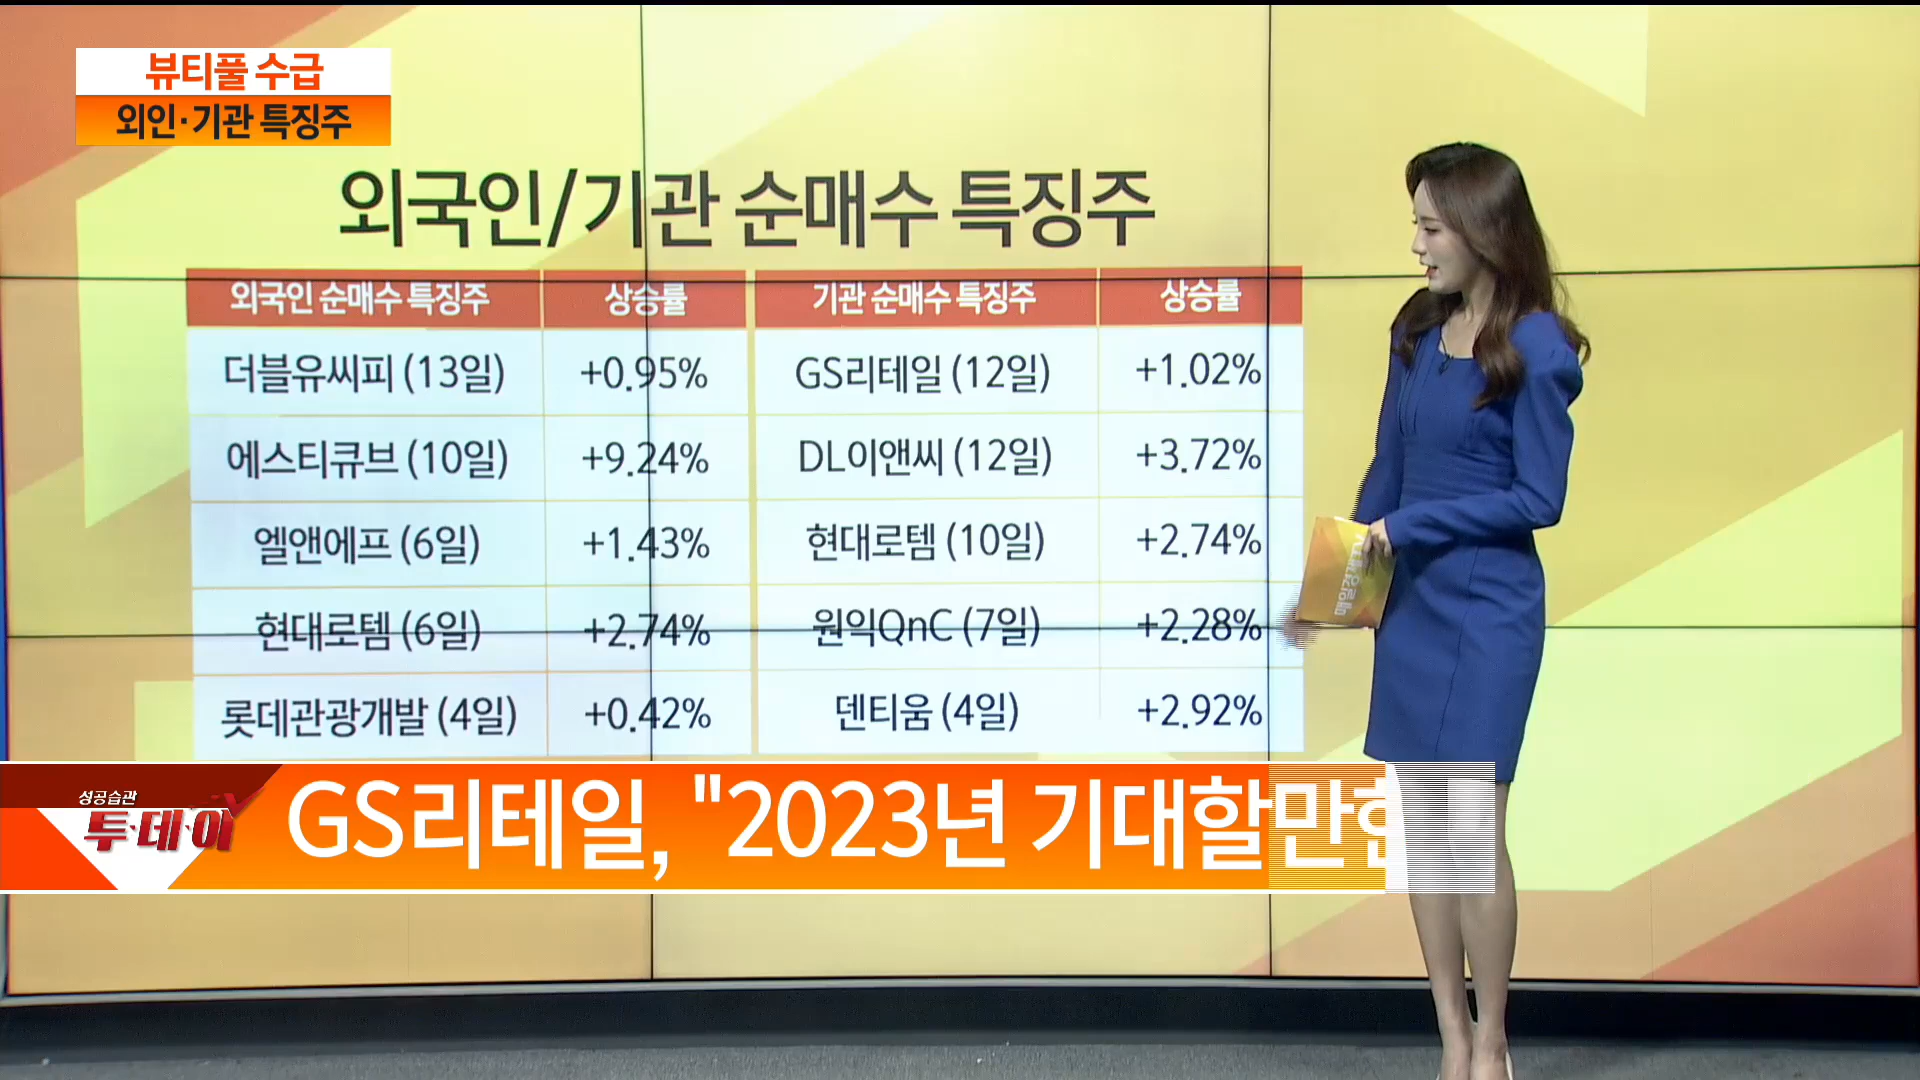 뷰티풀 수급
외인·기관 특징주
외국인/기관 순매수 특징주
외국인 순매수 특징주 상승률 기관 순매수 특징주 상승률
더블유씨피 (13일) +0.95% GS리테일 (12일) +1.02%
에스티큐브 (10일) +9.24% DL이앤씨 (12일) +3.72%
엘앤에프 (6일) +1.43% 현대로템 (10일) +2.74%
현대로템 (6일) +2.74% 원익QnC (7일) +2.28%
롯데관광개발 (4일) +0.42% 덴티움 (4일) +2.92%
매일경제TV
성공습관
투·데·이
GS리테일, "2023년 기대할만한